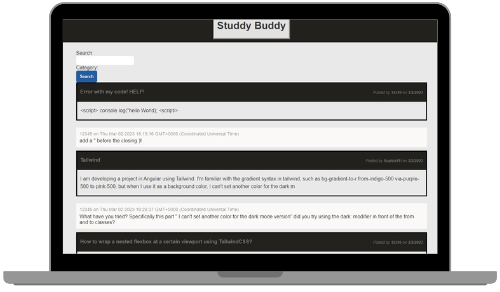 Studdy Buddy
Search
Category:
Search
Error with my code! HELP!
Posted by on 3/2/2023
<script> console.log("hello World); <script>
12345 on Thu Mar 02 2023 16:19:16 GMT+0000 (Coordinated Universal Time)
add a " before the closing )!
Tailwind
Posted by on 3/2/2023
I am developing a project in Angular using Tailwind. I'm familiar with the gradient syntax in tailwind, such as bg-gradient-to-r from-indigo-500 via-purple-
500 to-pink-500, but when I use it as a background color, I can't set another color for the dark m
12345 on Thu Mar 02 2023 GMT+0000 (Coordinated Universal Time)
What have you tried? Specifically this part " I can't set another color for the dark mode version" did you try using the dark: modifier in front of the from
and to classes?
How to wrap a nested flexbox at a certain viewport using TailwindCSS?
Posted by on 3/2/2023